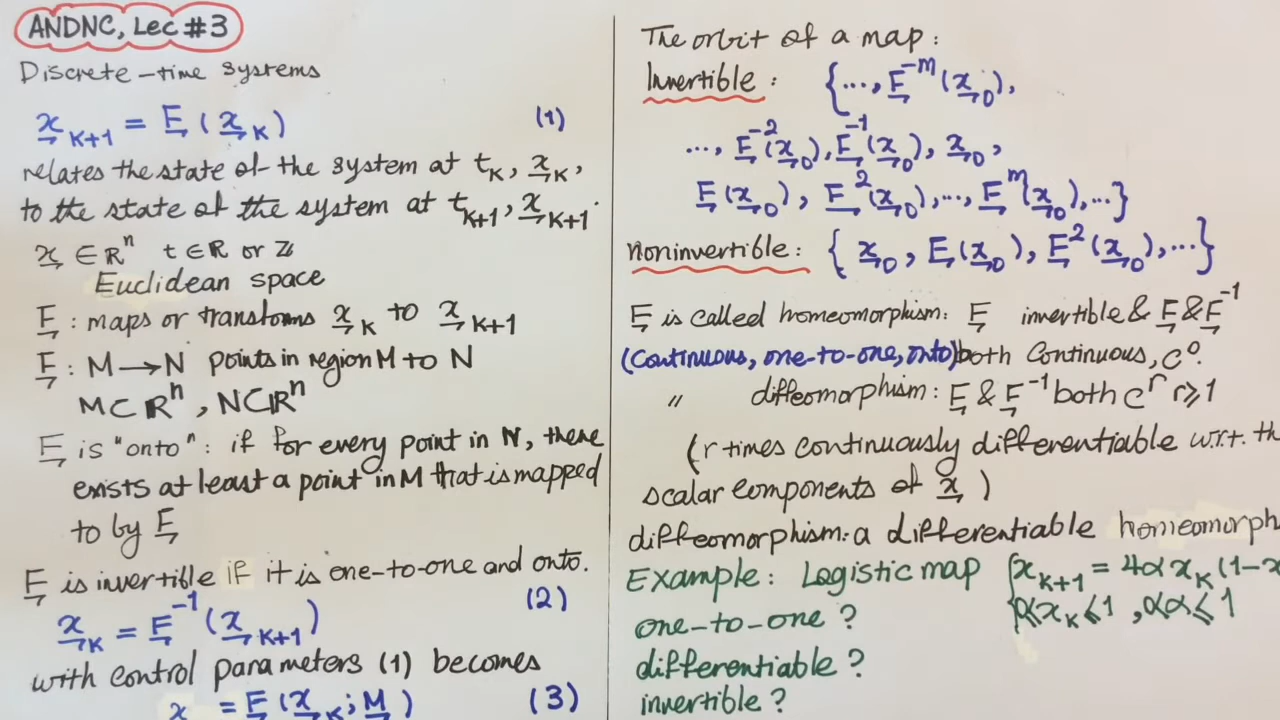 ANDNC, Lec #3
Discrete-time systems
x_{K+1} = F(x_K) (1)
relates the state of the system at t_K, x_K,
to the state of the system at t_{K+1}, x_{K+1}.
x ∈ R^n t ∈ R or Z
Euclidean space
F : maps or transforms x_K to x_{K+1}
F : M → N points in region M to N
M ⊂ R^n, N ⊂ R^n
F is "onto" : if for every point in N, there
exists at least a point in M that is mapped
to by F
F is invertible if it is one-to-one and onto.
x_K = F^{-1}(x_{K+1}) (2)
with control parameters (1) becomes
x = F(x_K; M) (3)
The orbit of a map :
Invertible : {..., F^{-m}(x_0),
..., F^{-2}(x_0), F^{-1}(x_0), x_0,
F(x_0), F^2(x_0), ..., F^m(x_0), ...}
noninvertible : {x_0, F(x_0), F^2(x_0), ...}
F is called homeomorphism : F invertible & F & F^{-1}
(continuous, one-to-one, onto) both continuous, C^0.
〃 diffeomorphism : F & F^{-1} both C^r r ⩾ 1
(r times continuously differentiable w.r.t. th
scalar components of x)
diffeomorphism: a differentiable homeomorph
Example : Logistic map { x_{K+1} = 4α x_K (1-x
0⩽x_K⩽1, 0<α⩽1
one-to-one ?
differentiable ?
invertible ?